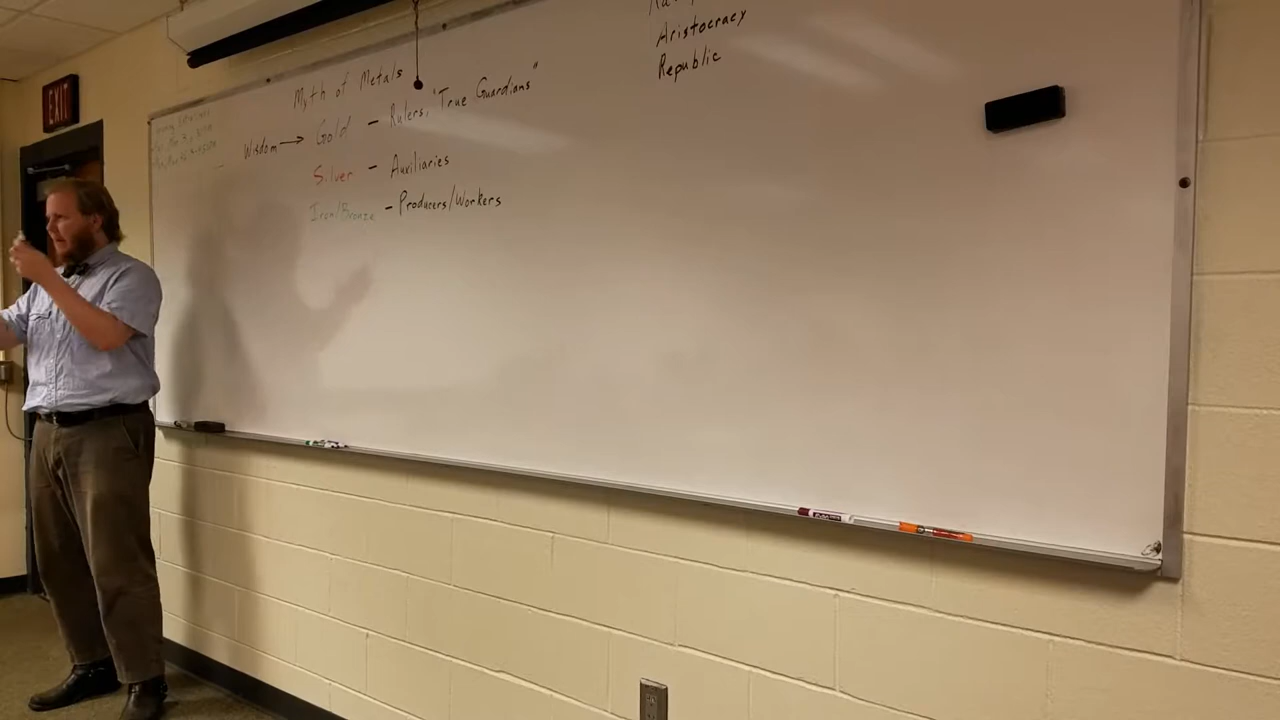 EXIT
Myth of Metals
Wisdom → Gold - Rulers, "True Guardians"
Silver - Auxiliaries
Iron/Bronze - Producers/Workers
Aristocracy
Republic